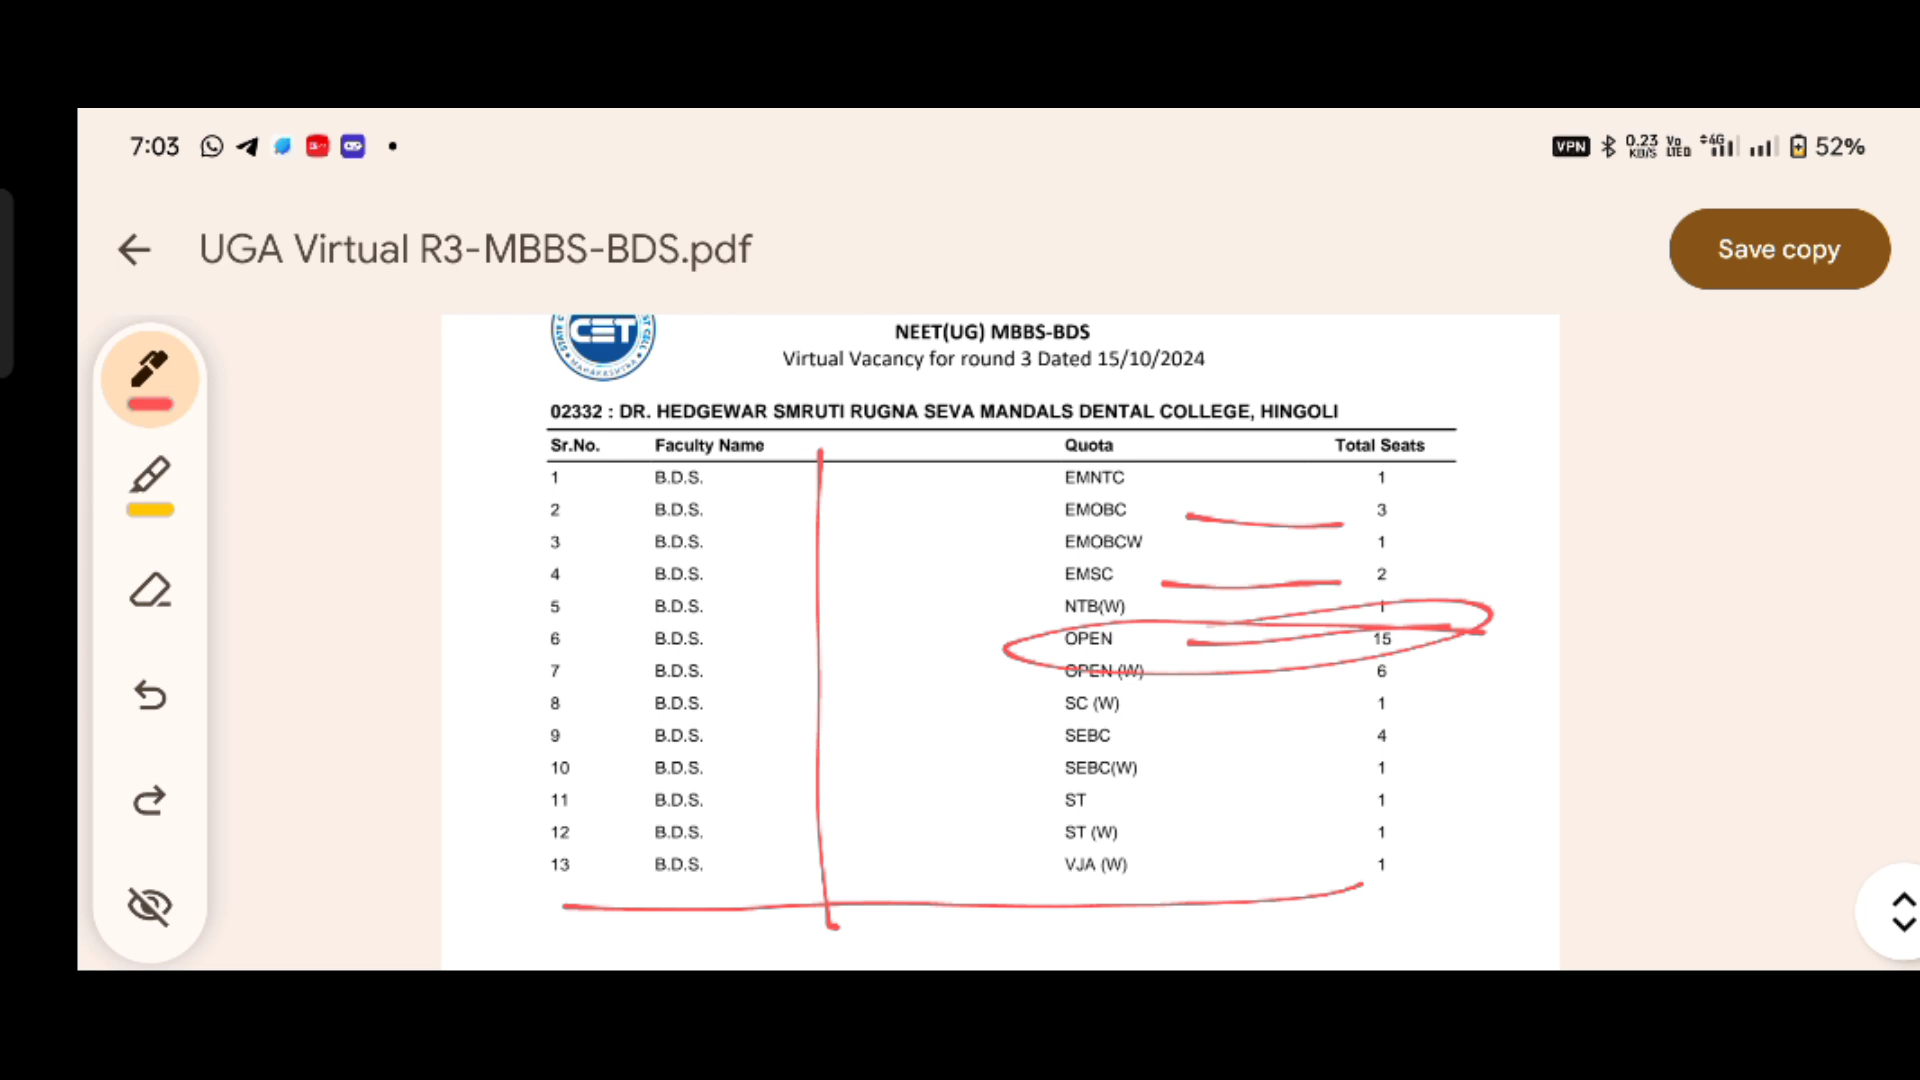 7:03
VPN 0.23 KB/S Vo LTED 4G 52%
UGA Virtual R3-MBBS-BDS.pdf
Save copy
CET
NEET(UG) MBBS-BDS
Virtual Vacancy for round 3 Dated 15/10/2024
02332 : DR. HEDGEWAR SMRUTI RUGNA SEVA MANDALS DENTAL COLLEGE, HINGOLI
Sr.No. Faculty Name Quota Total Seats
1 B.D.S. EMNTC 1
2 B.D.S. EMOBC 3
3 B.D.S. EMOBCW 1
4 B.D.S. EMSC 2
5 B.D.S. NTB(W) 1
6 B.D.S. OPEN 15
7 B.D.S. OPEN (W) 6
8 B.D.S. SC (W) 1
9 B.D.S. SEBC 4
10 B.D.S. SEBC(W) 1
11 B.D.S. ST 1
12 B.D.S. ST (W) 1
13 B.D.S. VJA (W) 1